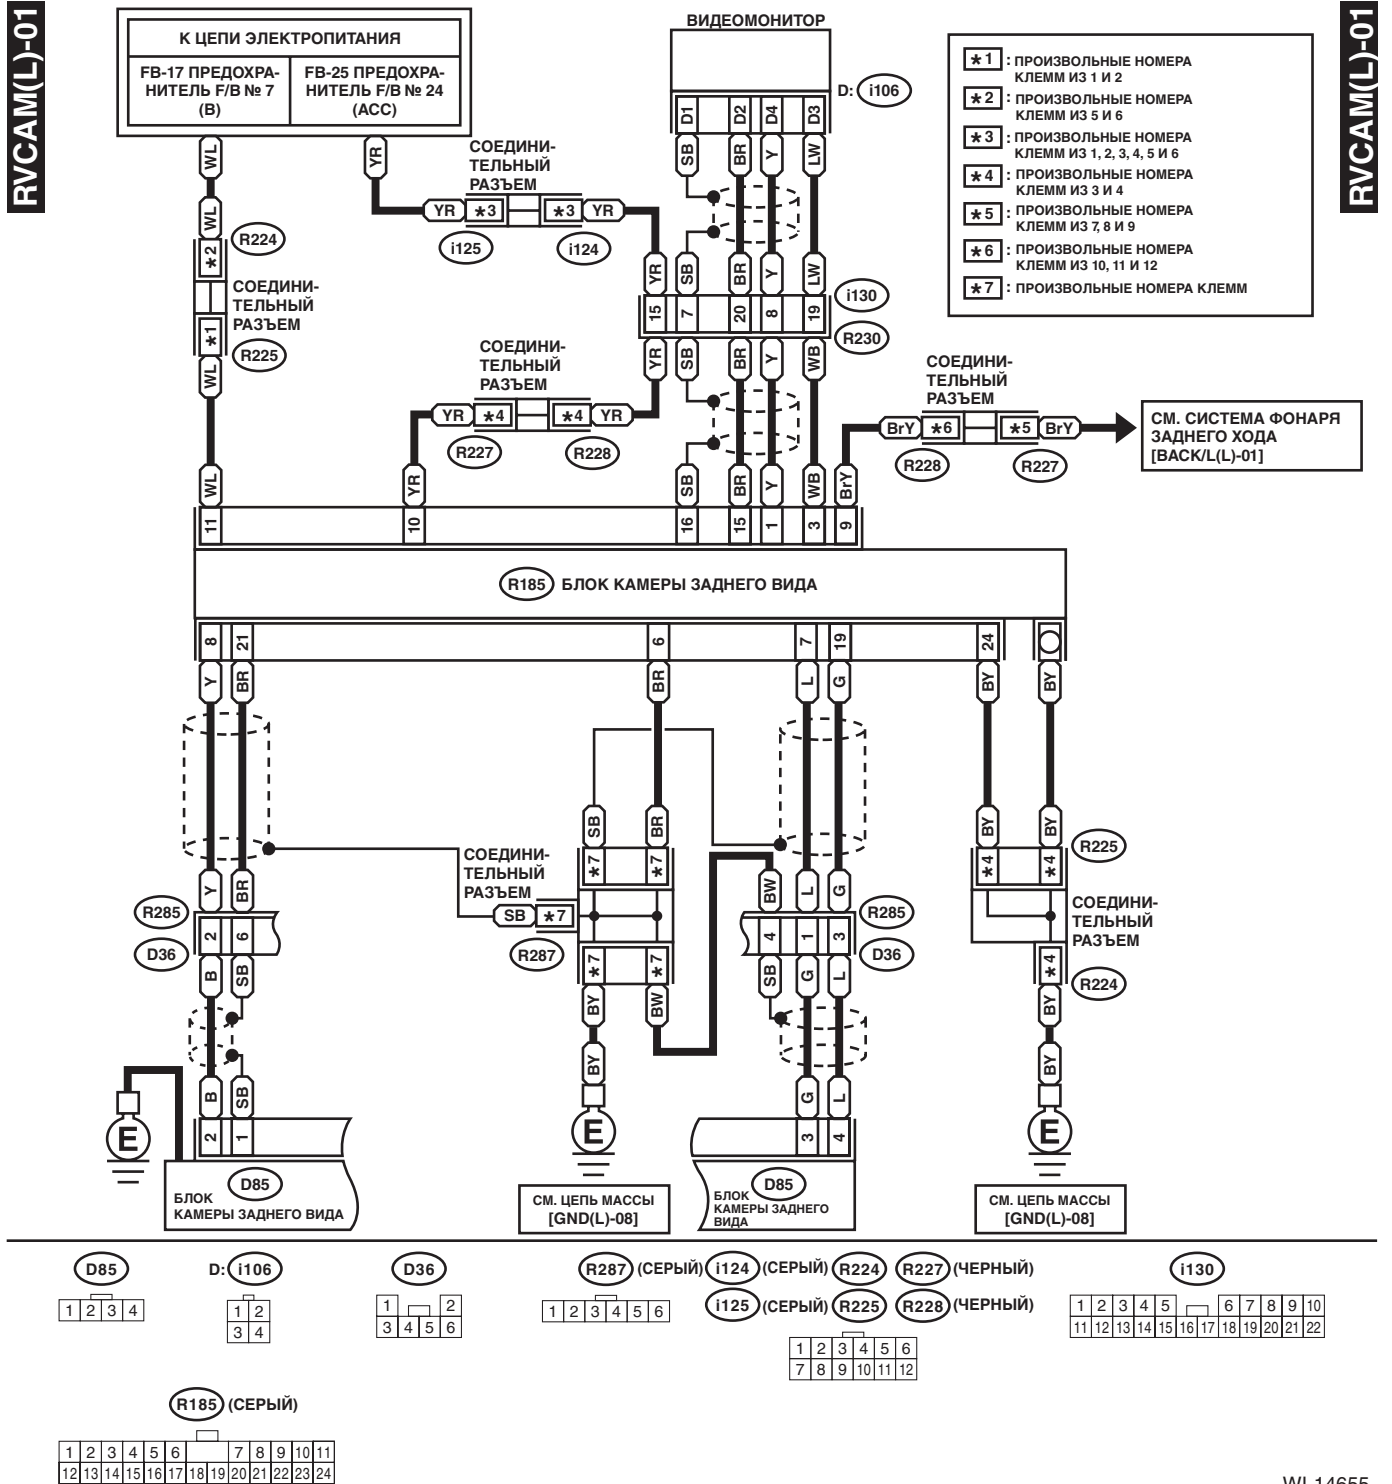 RVCAM(L)-01
RVCAM(L)-01
К ЦЕПИ ЭЛЕКТРОПИТАНИЯ
FB-17 ПРЕДОХРА-
НИТЕЛЬ F/B № 7
(B)
FB-25 ПРЕДОХРА-
НИТЕЛЬ F/B № 24
(ACC)
ВИДЕОМОНИТОР
D: i106
D1 D2 D4 D3
*1 : ПРОИЗВОЛЬНЫЕ НОМЕРА
КЛЕММ ИЗ 1 И 2
*2 : ПРОИЗВОЛЬНЫЕ НОМЕРА
КЛЕММ ИЗ 5 И 6
*3 : ПРОИЗВОЛЬНЫЕ НОМЕРА
КЛЕММ ИЗ 1, 2, 3, 4, 5 И 6
*4 : ПРОИЗВОЛЬНЫЕ НОМЕРА
КЛЕММ ИЗ 3 И 4
*5 : ПРОИЗВОЛЬНЫЕ НОМЕРА
КЛЕММ ИЗ 7, 8 И 9
*6 : ПРОИЗВОЛЬНЫЕ НОМЕРА
КЛЕММ ИЗ 10, 11 И 12
*7 : ПРОИЗВОЛЬНЫЕ НОМЕРА КЛЕММ
WL YR SB BR Y LW
СОЕДИНИ-
ТЕЛЬНЫЙ
РАЗЪЕМ
YR *3 *3 YR
i125 i124
WL
*2 R224
СОЕДИНИ-
ТЕЛЬНЫЙ
РАЗЪЕМ
*1 R225
WL
YR SB BR Y LW
15 7 20 8 19
i130
R230
YR SB BR Y WB
СОЕДИНИ-
ТЕЛЬНЫЙ
РАЗЪЕМ
YR *4 *4 YR
R227 R228
СОЕДИНИ-
ТЕЛЬНЫЙ
РАЗЪЕМ
BrY *6 *5 BrY
R228 R227
СМ. СИСТЕМА ФОНАРЯ
ЗАДНЕГО ХОДА
[BACK/L(L)-01]
WL YR SB BR Y WB BrY
11 10 16 15 1 3 9
R185 БЛОК КАМЕРЫ ЗАДНЕГО ВИДА
8 21 6 7 19 24
Y BR BR L G BY BY
SB BR BY BY
СОЕДИНИ-
ТЕЛЬНЫЙ
РАЗЪЕМ
*7 *7
SB *7
R287
*7 *7
BY BW
BY
*4 *4 R225
СОЕДИНИ-
ТЕЛЬНЫЙ
РАЗЪЕМ
*4 R224
BY
BY
Y BR
R285
2 6
D36
B SB
B SB
2 1
BW L G
R285
4 1 3
D36
SB G L
G L
3 4
E
E
E
D85
БЛОК
КАМЕРЫ ЗАДНЕГО ВИДА
СМ. ЦЕПЬ МАССЫ
[GND(L)-08]
D85
БЛОК
КАМЕРЫ ЗАДНЕГО
ВИДА
СМ. ЦЕПЬ МАССЫ
[GND(L)-08]
D85
1 2 3 4
D: i106
1 2
3 4
D36
1 2
3 4 5 6
R287 (СЕРЫЙ)
1 2 3 4 5 6
i124 (СЕРЫЙ) R224 R227 (ЧЕРНЫЙ)
i125 (СЕРЫЙ) R225 R228 (ЧЕРНЫЙ)
1 2 3 4 5 6
7 8 9 10 11 12
i130
1 2 3 4 5 6 7 8 9 10
11 12 13 14 15 16 17 18 19 20 21 22
R185 (СЕРЫЙ)
1 2 3 4 5 6 7 8 9 10 11
12 13 14 15 16 17 18 19 20 21 22 23 24
WI-14655